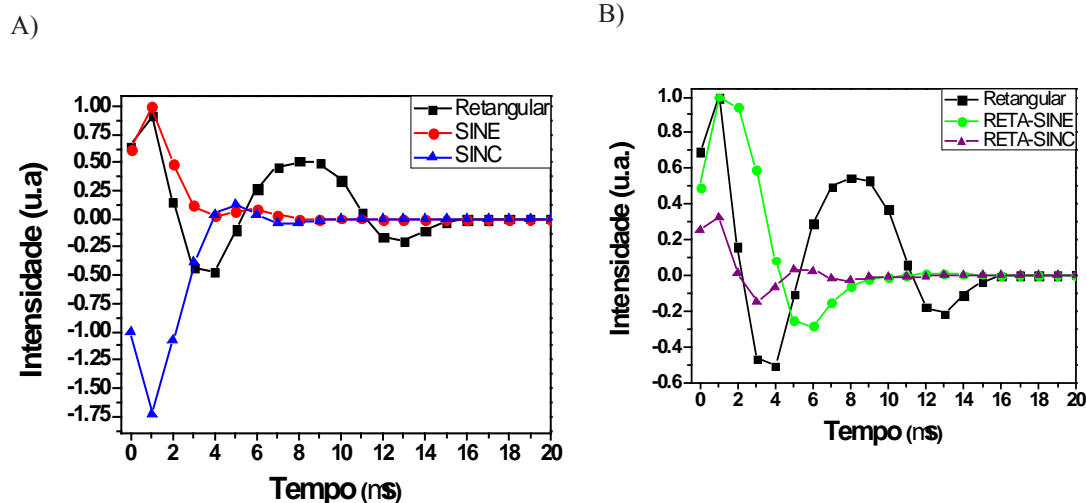 A)
B)
Intensidade (u.a)
1.00
0.75
0.50
0.25
0.00
-0.25
-0.50
-0.75
-1.00
-1.25
-1.50
-1.75
Retangular
SINE
SINC
0 2 4 6 8 10 12 14 16 18 20
Tempo (ms)
Intensidade (u.a.)
1.0
0.8
0.6
0.4
0.2
0.0
-0.2
-0.4
-0.6
Retangular
RETA-SINE
RETA-SINC
0 2 4 6 8 10 12 14 16 18 20
Tempo (ms)